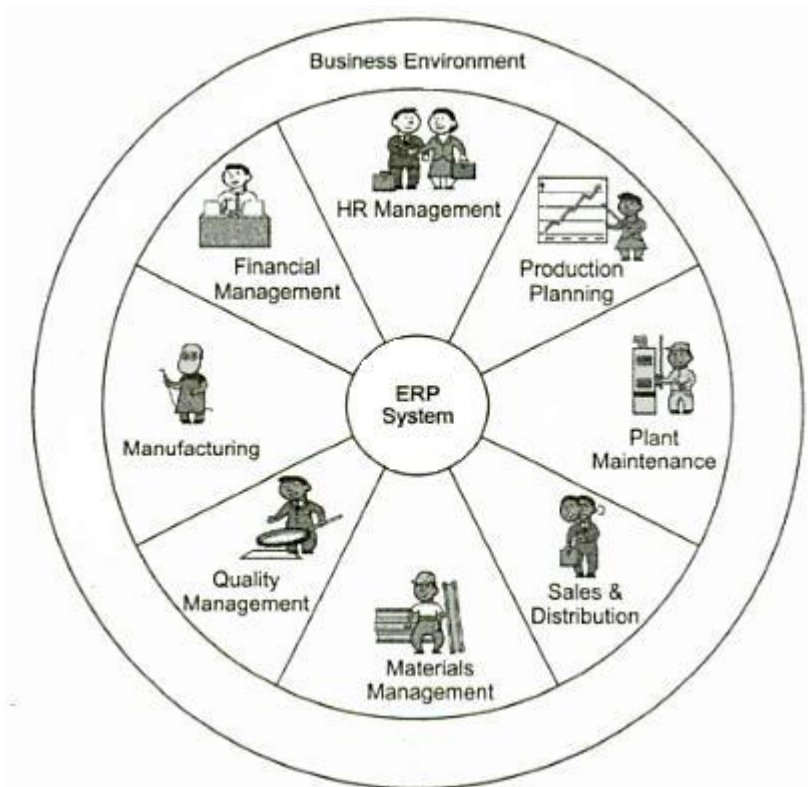 Business Environment
HR Management
Production
Planning
Plant
Maintenance
Sales &
Distribution
Materials
Management
Quality
Management
Manufacturing
Financial
Management
ERP
System